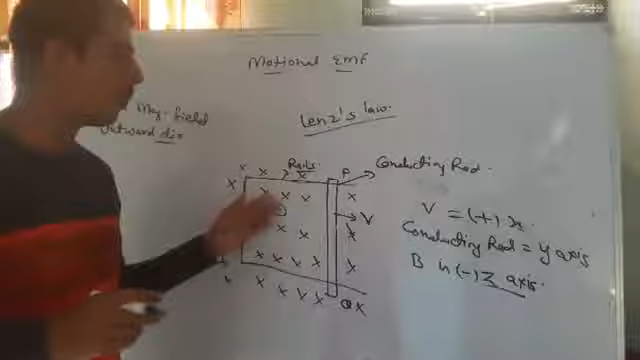 Motional EMF
Mag. field
outward dir
Lenz's law.
Rails
P
Conducting Rod.
V
V = (+) x.
Conducting Rod = y axis
B in (-) Z axis.
Q